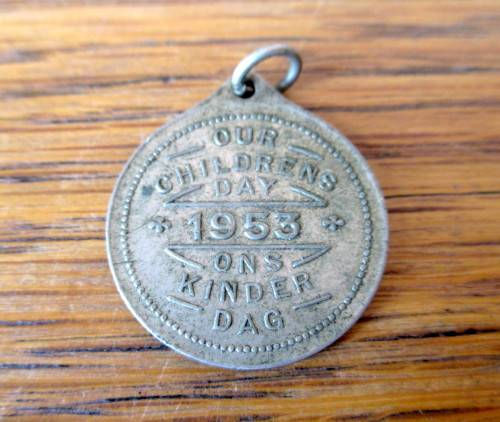 OUR
CHILDRENS
DAY
1953
ONS
KINDER
DAG